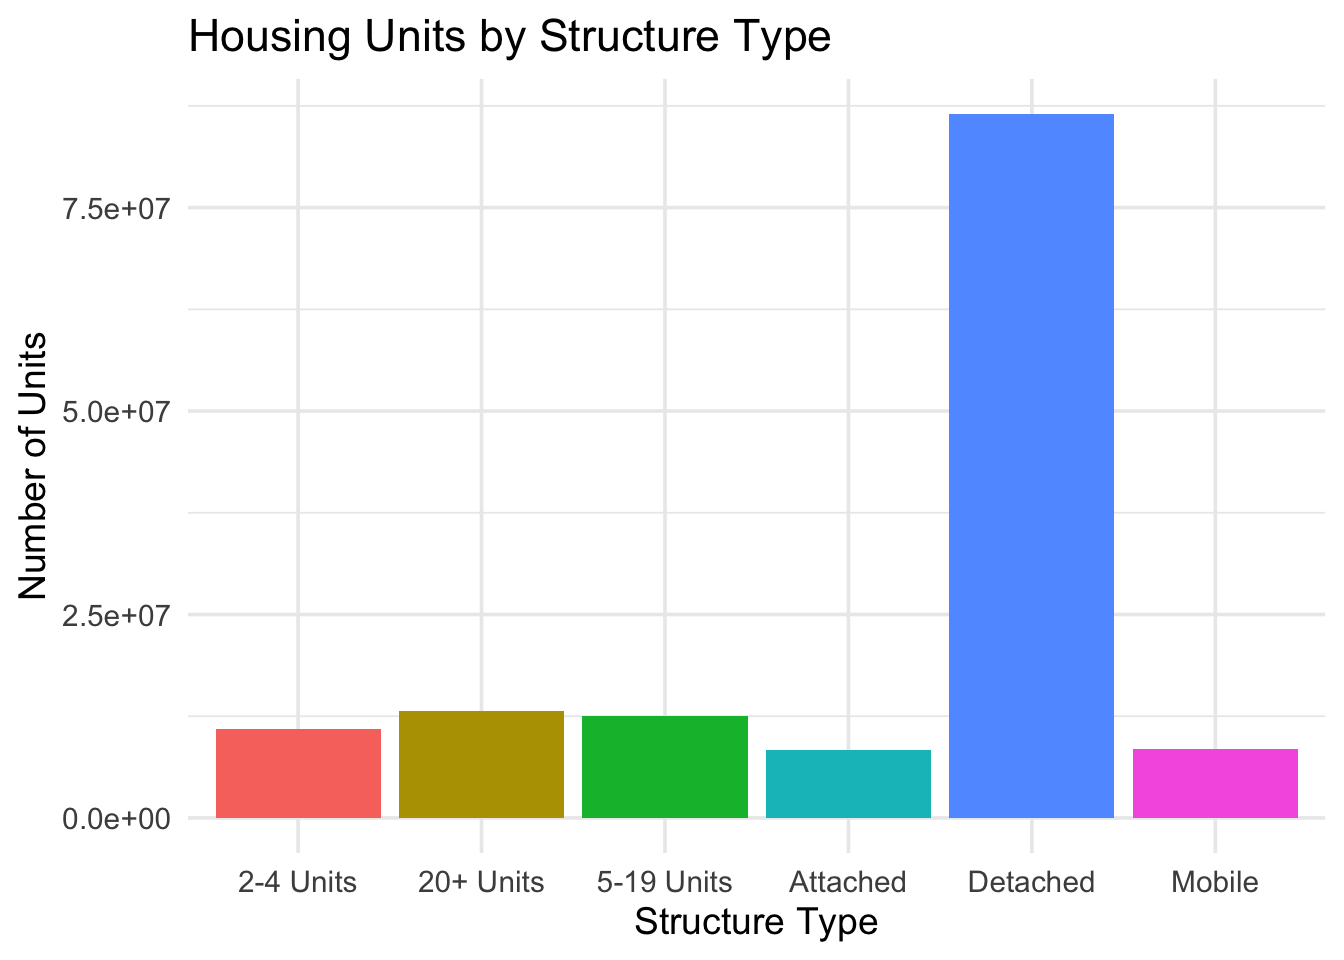 Housing Units by Structure Type
Number of Units
7.5e+07
5.0e+07
2.5e+07
0.0e+00
2-4 Units 20+ Units 5-19 Units Attached Detached Mobile
Structure Type